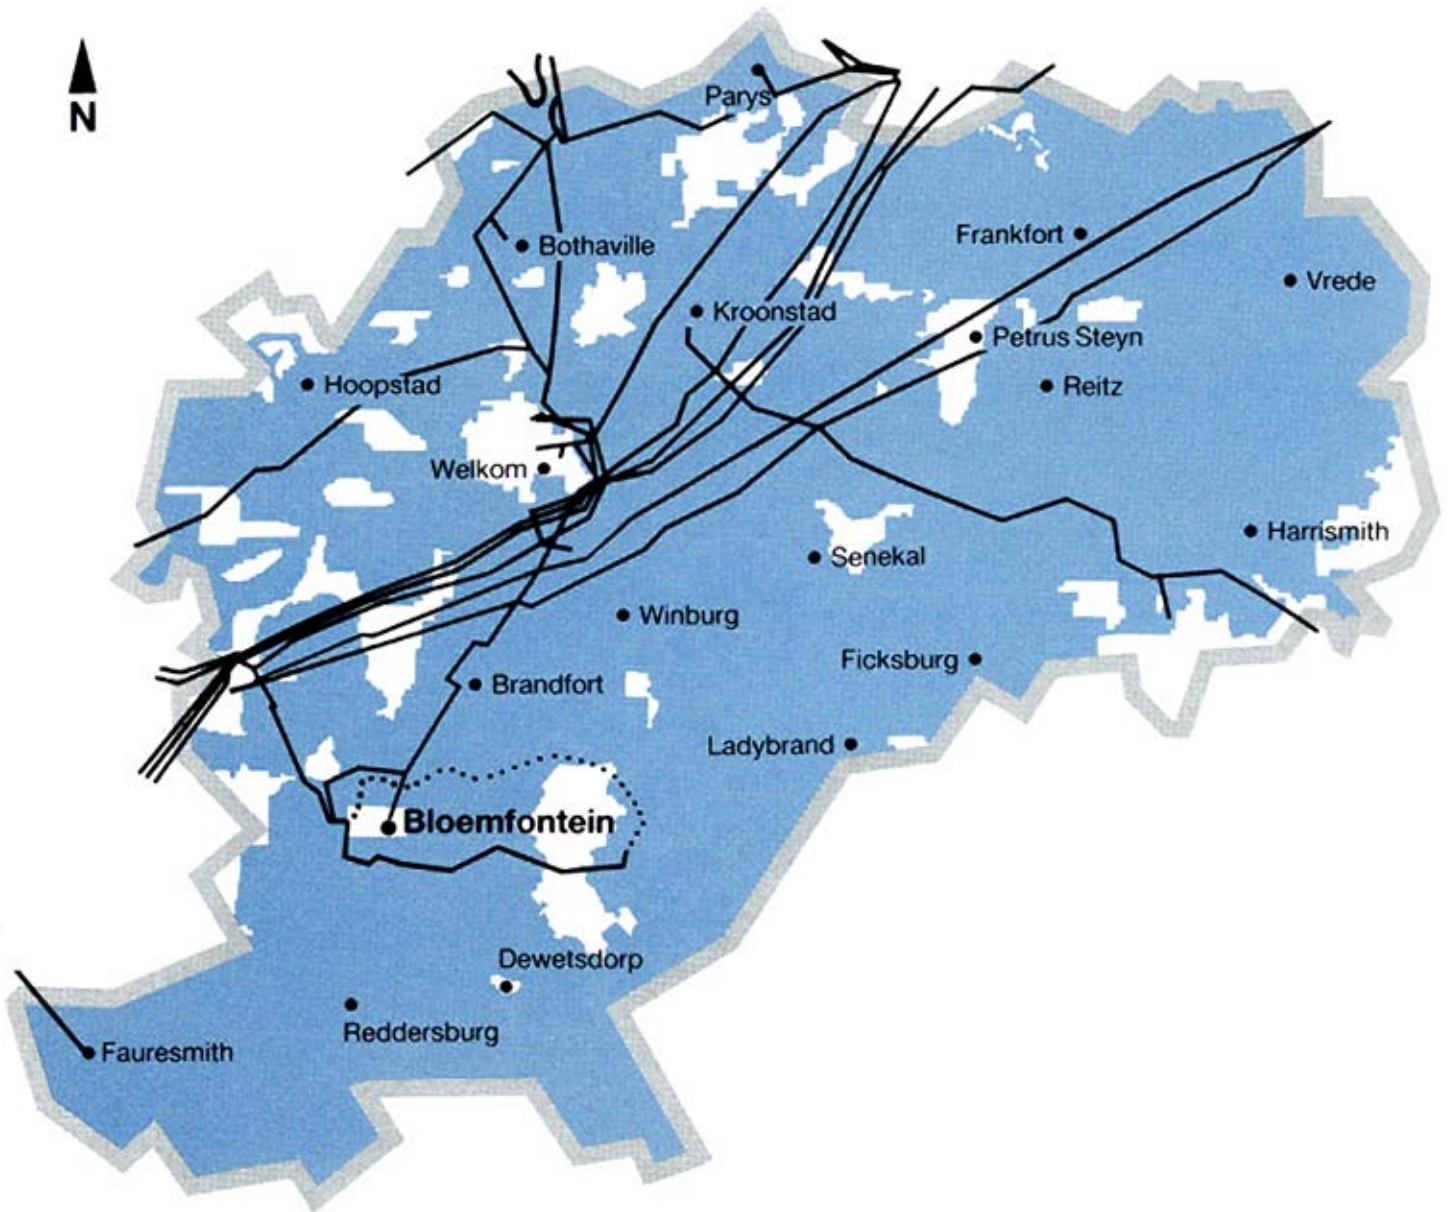 N
Parys
Bothaville
Frankfort
Vrede
Kroonstad
Petrus Steyn
Hoopstad
Reitz
Welkom
Harrismith
Senekal
Winburg
Ficksburg
Brandfort
Ladybrand
Bloemfontein
Dewetsdorp
Reddersburg
Fauresmith